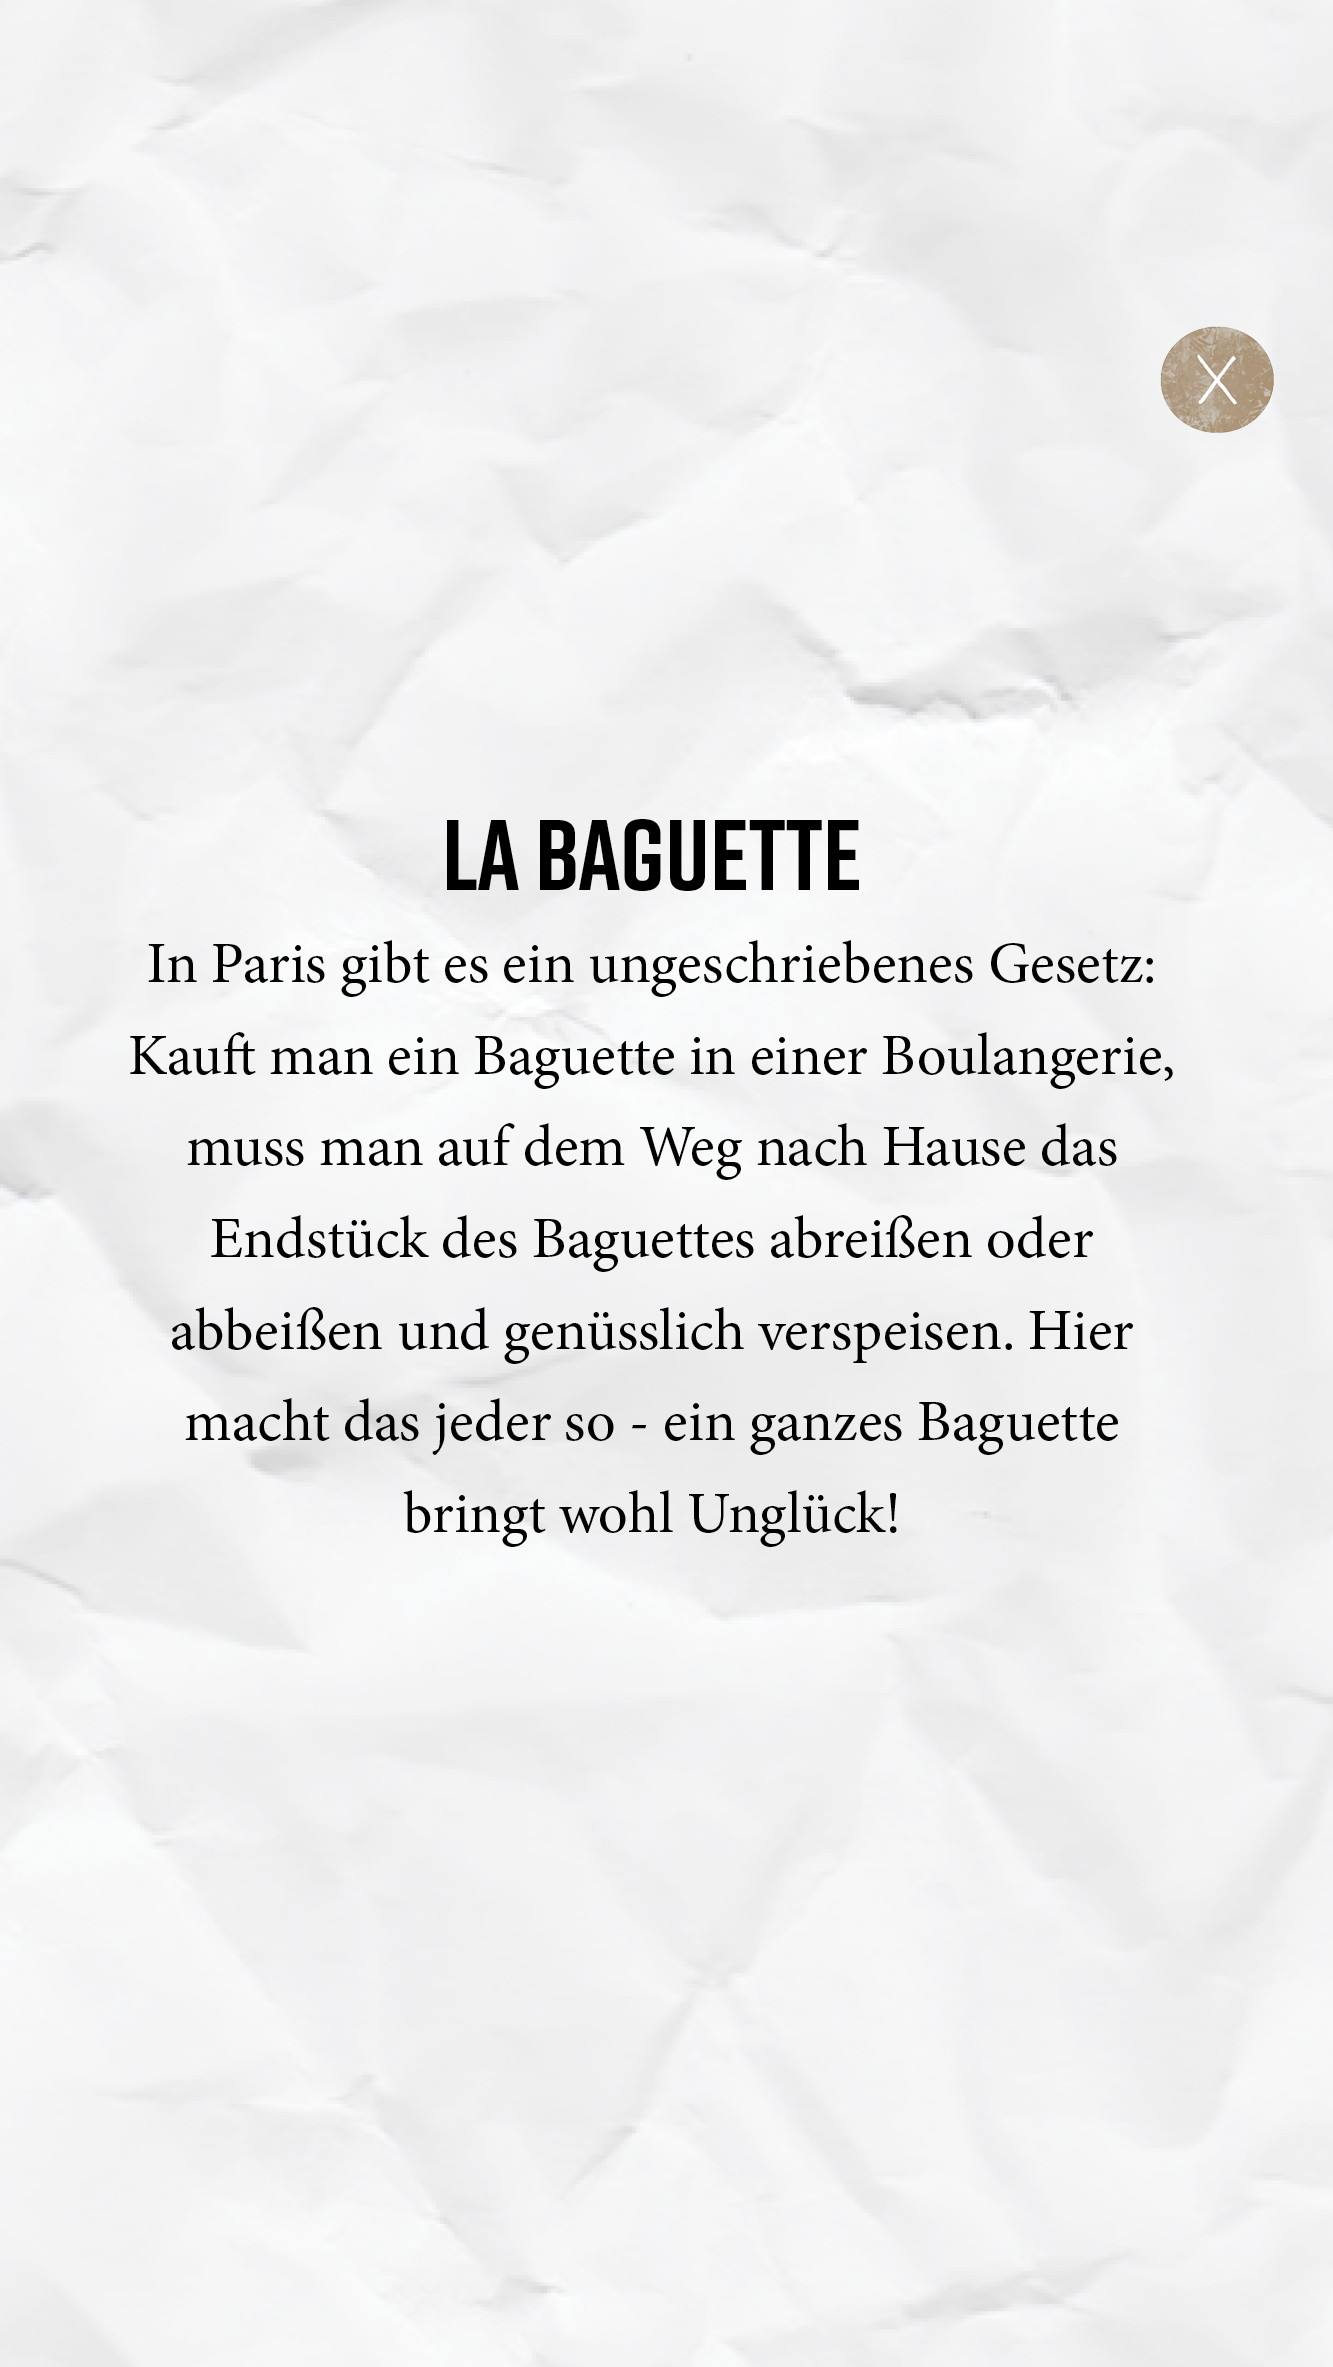 X
LA BAGUETTE
In Paris gibt es ein ungeschriebenes Gesetz:
Kauft man ein Baguette in einer Boulangerie,
muss man auf dem Weg nach Hause das
Endstück des Baguettes abreißen oder
abbeißen und genüsslich verspeisen. Hier
macht das jeder so - ein ganzes Baguette
bringt wohl Unglück!